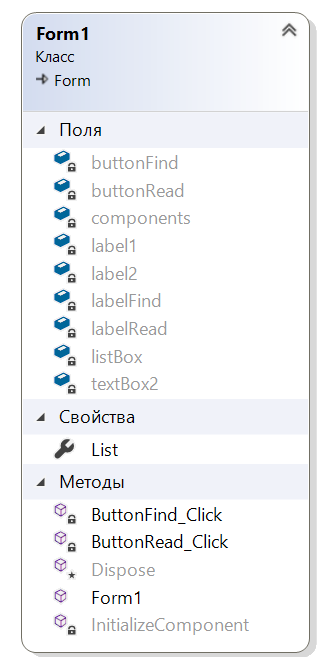 Form1
Класс
Form
Поля
buttonFind
buttonRead
components
label1
label2
labelFind
labelRead
listBox
textBox2
Свойства
List
Методы
ButtonFind_Click
ButtonRead_Click
Dispose
Form1
InitializeComponent